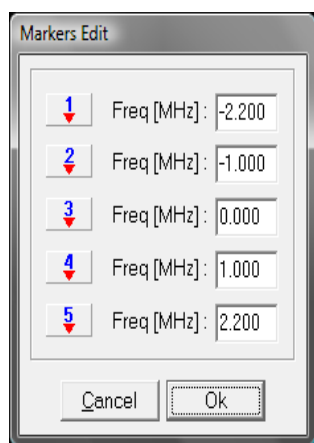 Markers Edit
1 Freq [MHz] : -2.200
2 Freq [MHz] : -1.000
3 Freq [MHz] : 0.000
4 Freq [MHz] : 1.000
5 Freq [MHz] : 2.200
Cancel Ok